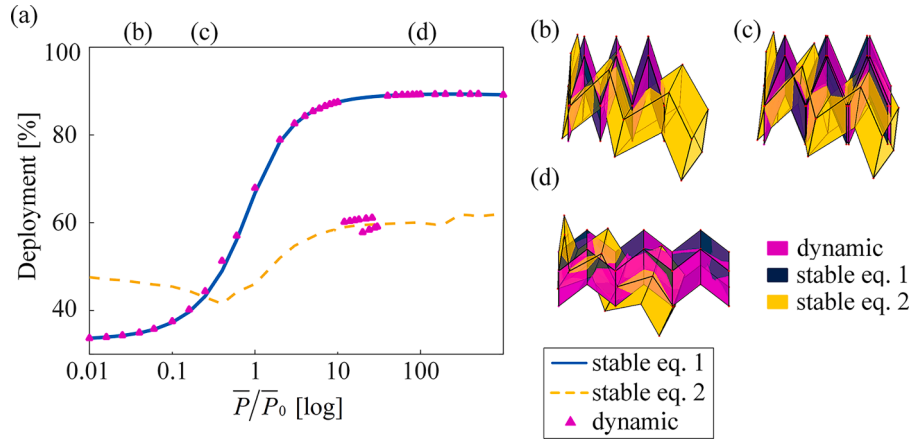 (a)
(b) (c) (d)
100
80
60
40
Deployment [%]
0.01 0.1 1 10 100
P̅/P̅₀ [log]
(b)
(c)
(d)
dynamic
stable eq. 1
stable eq. 2
stable eq. 1
stable eq. 2
dynamic